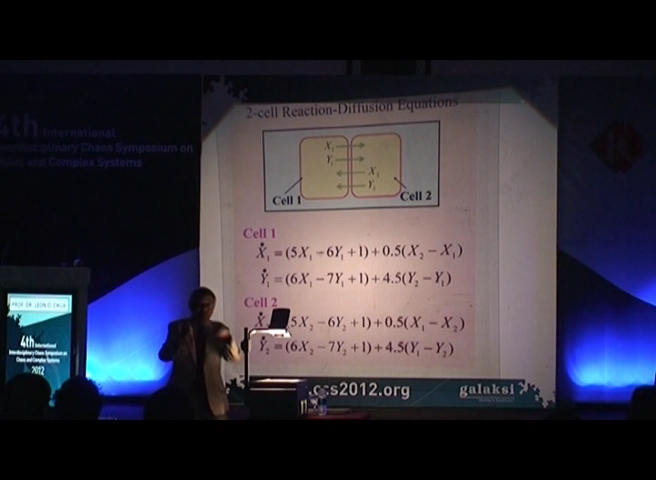 2-cell Reaction-Diffusion Equations
X₁
Y₁
X₂
Y₂
Cell 1
Cell 2
Cell 1
Ẋ₁ = (5X₁ − 6Y₁ + 1) + 0.5(X₂ − X₁)
Ẏ₁ = (6X₁ − 7Y₁ + 1) + 4.5(Y₂ − Y₁)
Cell 2
5X₂ − 6Y₂ + 1) + 0.5(X₁ − X₂)
Ẏ₂ = (6X₂ − 7Y₂ + 1) + 4.5(Y₁ − Y₂)
.ccs2012.org
galaksi
4th International
Interdisciplinary Chaos Symposium on
Chaos and Complex Systems
PROF. DR. LEON O. CHUA
4th International
Interdisciplinary Chaos Symposium on
Chaos and Complex Systems
2012